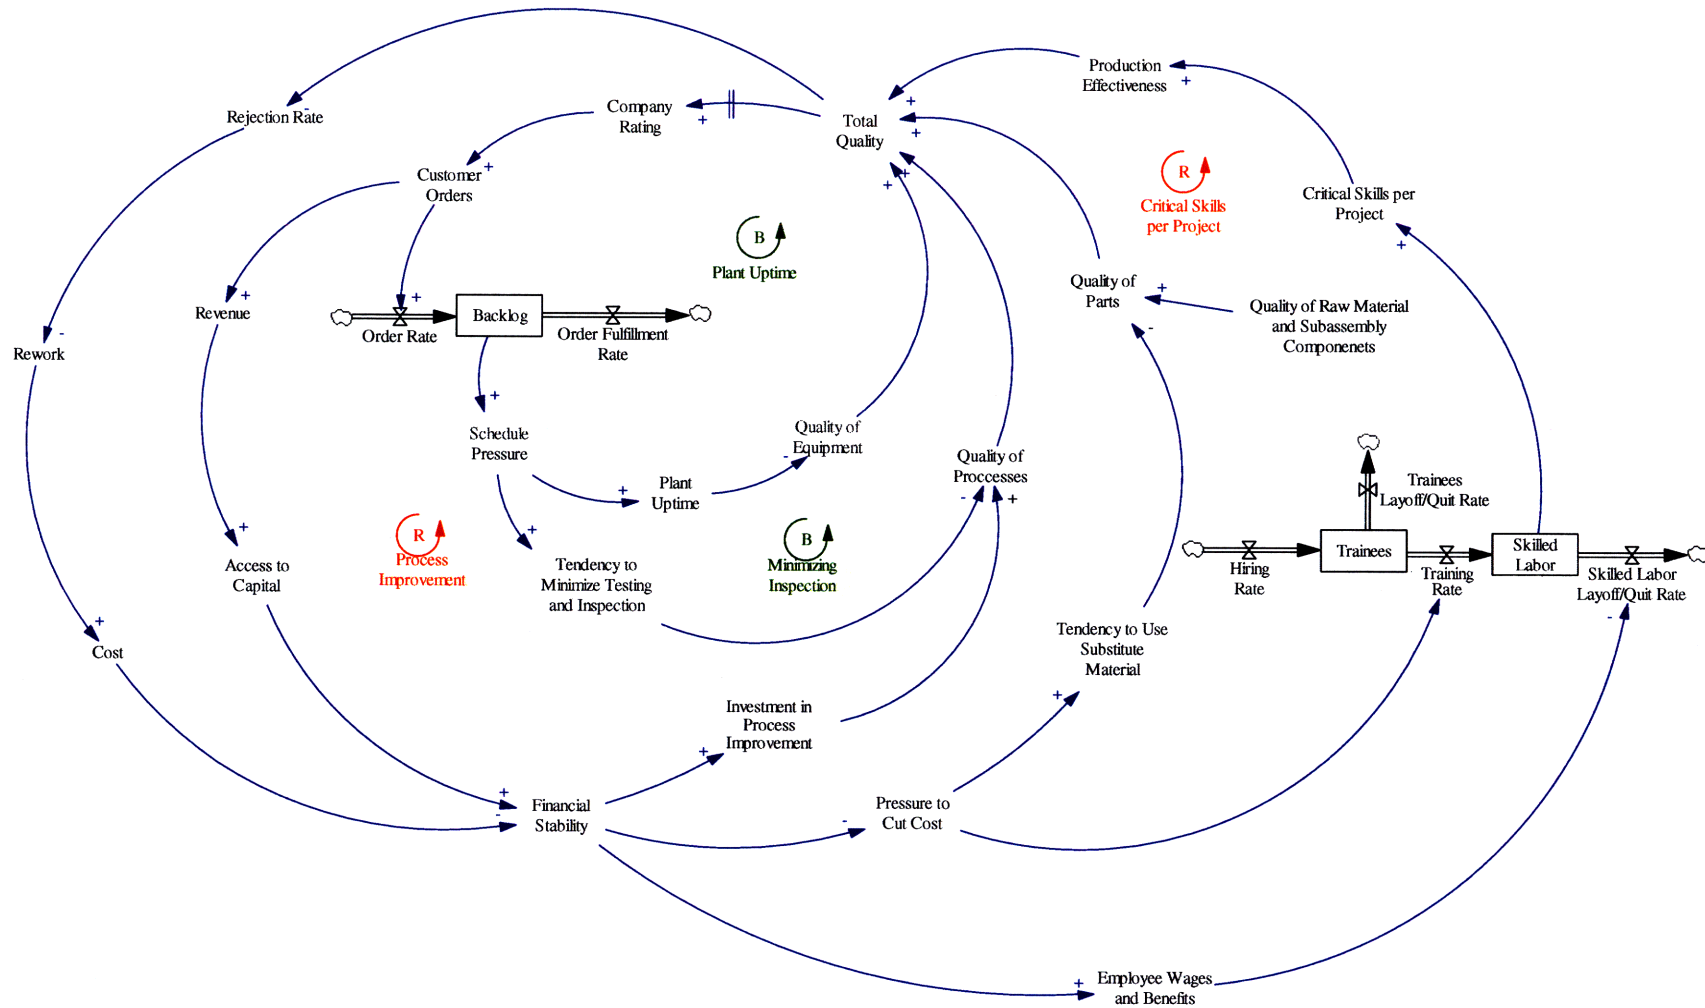 Production
Effectiveness
Rejection Rate
Company
Rating
Total
Quality
Customer
Orders
R
Critical Skills
per Project
Critical Skills per
Project
B
Plant Uptime
Quality of
Parts
Quality of Raw Material
and Subassembly
Componenets
Revenue
Order Rate
Backlog
Order Fulfillment
Rate
Rework
Schedule
Pressure
Quality of
Equipment
Plant
Uptime
Quality of
Proccesses
Trainees
Layoff/Quit Rate
R
Process
Improvement
B
Minimizing
Inspection
Hiring
Rate
Trainees
Training
Rate
Skilled
Labor
Skilled Labor
Layoff/Quit Rate
Access to
Capital
Tendency to
Minimize Testing
and Inspection
Cost
Tendency to Use
Substitute
Material
Investment in
Process
Improvement
Financial
Stability
Pressure to
Cut Cost
Employee Wages
and Benefits